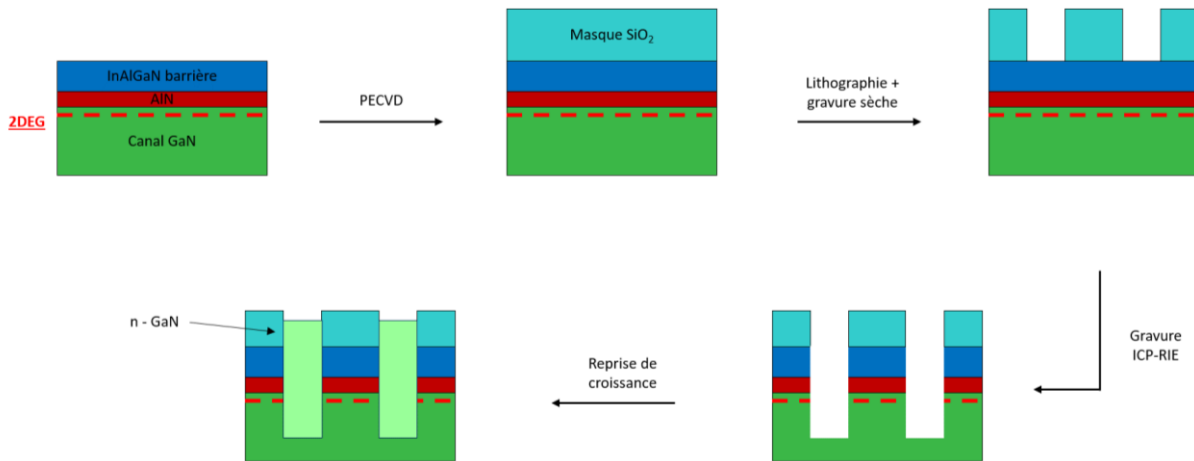 InAlGaN barrière
AlN
2DEG
Canal GaN
PECVD
Masque SiO₂
Lithographie +
gravure sèche
Gravure
ICP-RIE
Reprise de
croissance
n - GaN